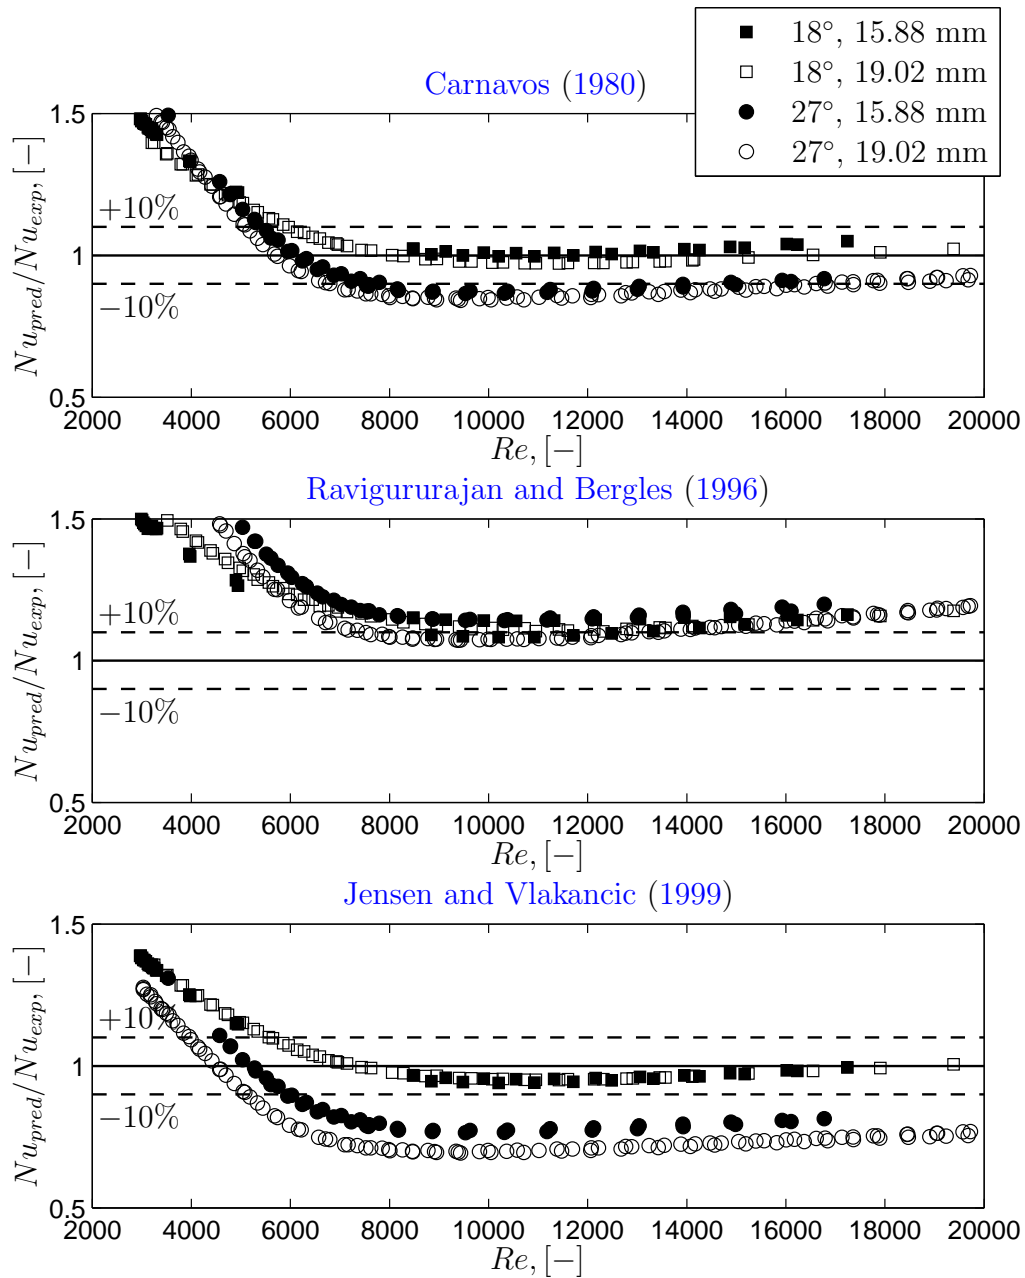 18°, 15.88 mm
18°, 19.02 mm
27°, 15.88 mm
27°, 19.02 mm
Carnavos (1980)
1.5
1
0.5
+10%
−10%
Nu_pred/Nu_exp, [−]
2000 4000 6000 8000 10000 12000 14000 16000 18000 20000
Re, [−]
Ravigururajan and Bergles (1996)
1.5
1
0.5
+10%
−10%
Nu_pred/Nu_exp, [−]
2000 4000 6000 8000 10000 12000 14000 16000 18000 20000
Re, [−]
Jensen and Vlakancic (1999)
1.5
1
0.5
+10%
−10%
Nu_pred/Nu_exp, [−]
2000 4000 6000 8000 10000 12000 14000 16000 18000 20000
Re, [−]